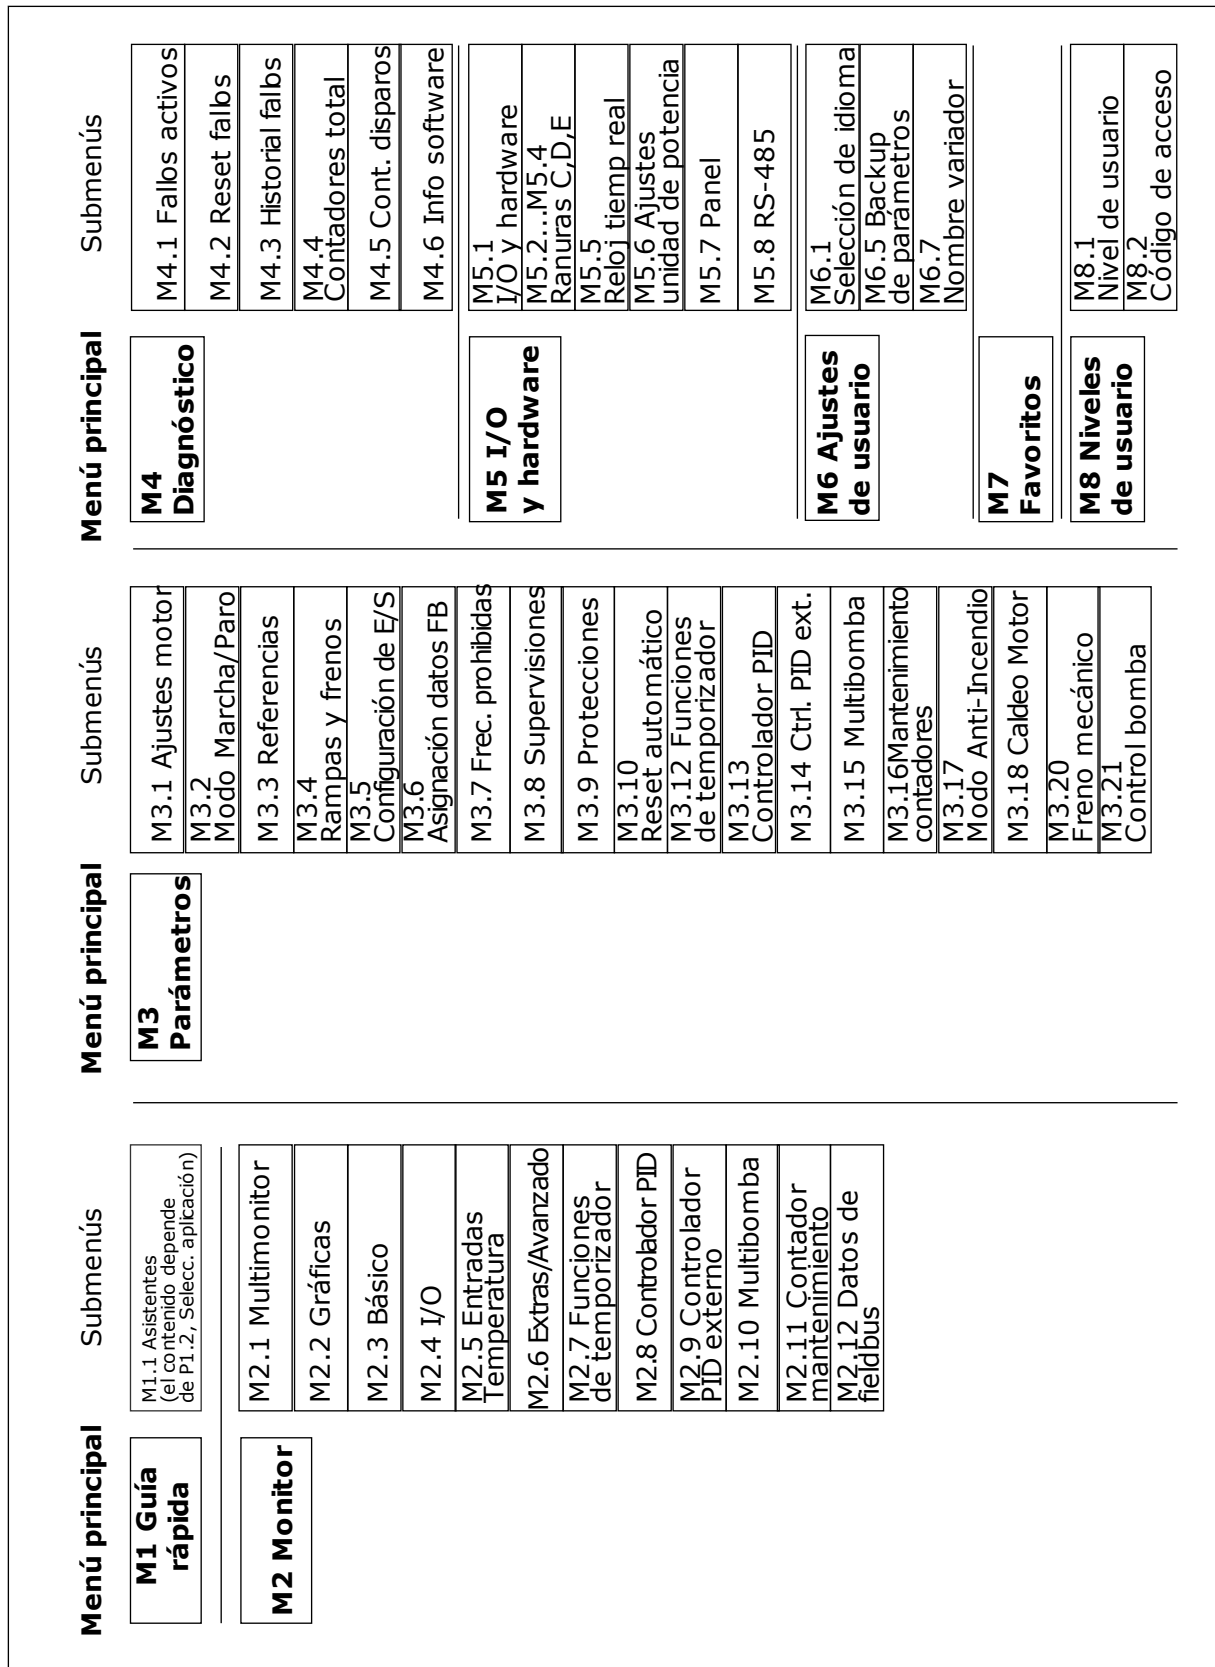 Menú principal
Submenús
M1 Guía
rápida
M1.1 Asistentes
(el contenido depende
de P1.2, Selecc. aplicación)
M2 Monitor
M2.1 Multimonitor
M2.2 Gráficas
M2.3 Básico
M2.4 I/O
M2.5 Entradas
Temperatura
M2.6 Extras/Avanzado
M2.7 Funciones
de temporizador
M2.8 Controlador PID
M2.9 Controlador
PID externo
M2.10 Multibomba
M2.11 Contador
mantenimiento
M2.12 Datos de
fieldbus
Menú principal
Submenús
M3
Parámetros
M3.1 Ajustes motor
M3.2
Modo Marcha/Paro
M3.3 Referencias
M3.4
Rampas y frenos
M3.5
Configuración de E/S
M3.6
Asignación datos FB
M3.7 Frec. prohibidas
M3.8 Supervisiones
M3.9 Protecciones
M3.10
Reset automático
M3.12 Funciones
de temporizador
M3.13
Controlador PID
M3.14 Ctrl. PID ext.
M3.15 Multibomba
M3.16Mantenimiento
contadores
M3.17
Modo Anti-Incendio
M3.18 Caldeo Motor
M3.20
Freno mecánico
M3.21
Control bomba
Menú principal
Submenús
M4
Diagnóstico
M4.1 Fallos activos
M4.2 Reset fallos
M4.3 Historial fallos
M4.4
Contadores total
M4.5 Cont. disparos
M4.6 Info software
M5 I/O
y hardware
M5.1
I/O y hardware
M5.2...M5.4
Ranuras C,D,E
M5.5
Reloj tiemp real
M5.6 Ajustes
unidad de potencia
M5.7 Panel
M5.8 RS-485
M6 Ajustes
de usuario
M6.1
Selección de idioma
M6.5 Backup
de parámetros
M6.7
Nombre variador
M7
Favoritos
M8 Niveles
de usuario
M8.1
Nivel de usuario
M8.2
Código de acceso